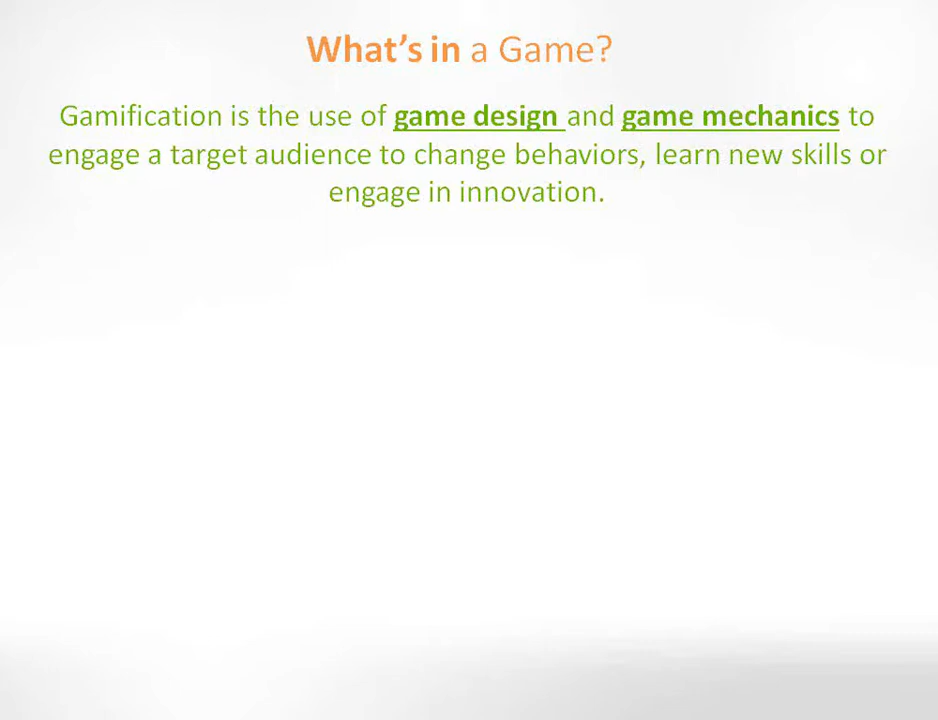 What's in a Game?
Gamification is the use of game design and game mechanics to
engage a target audience to change behaviors, learn new skills or
engage in innovation.